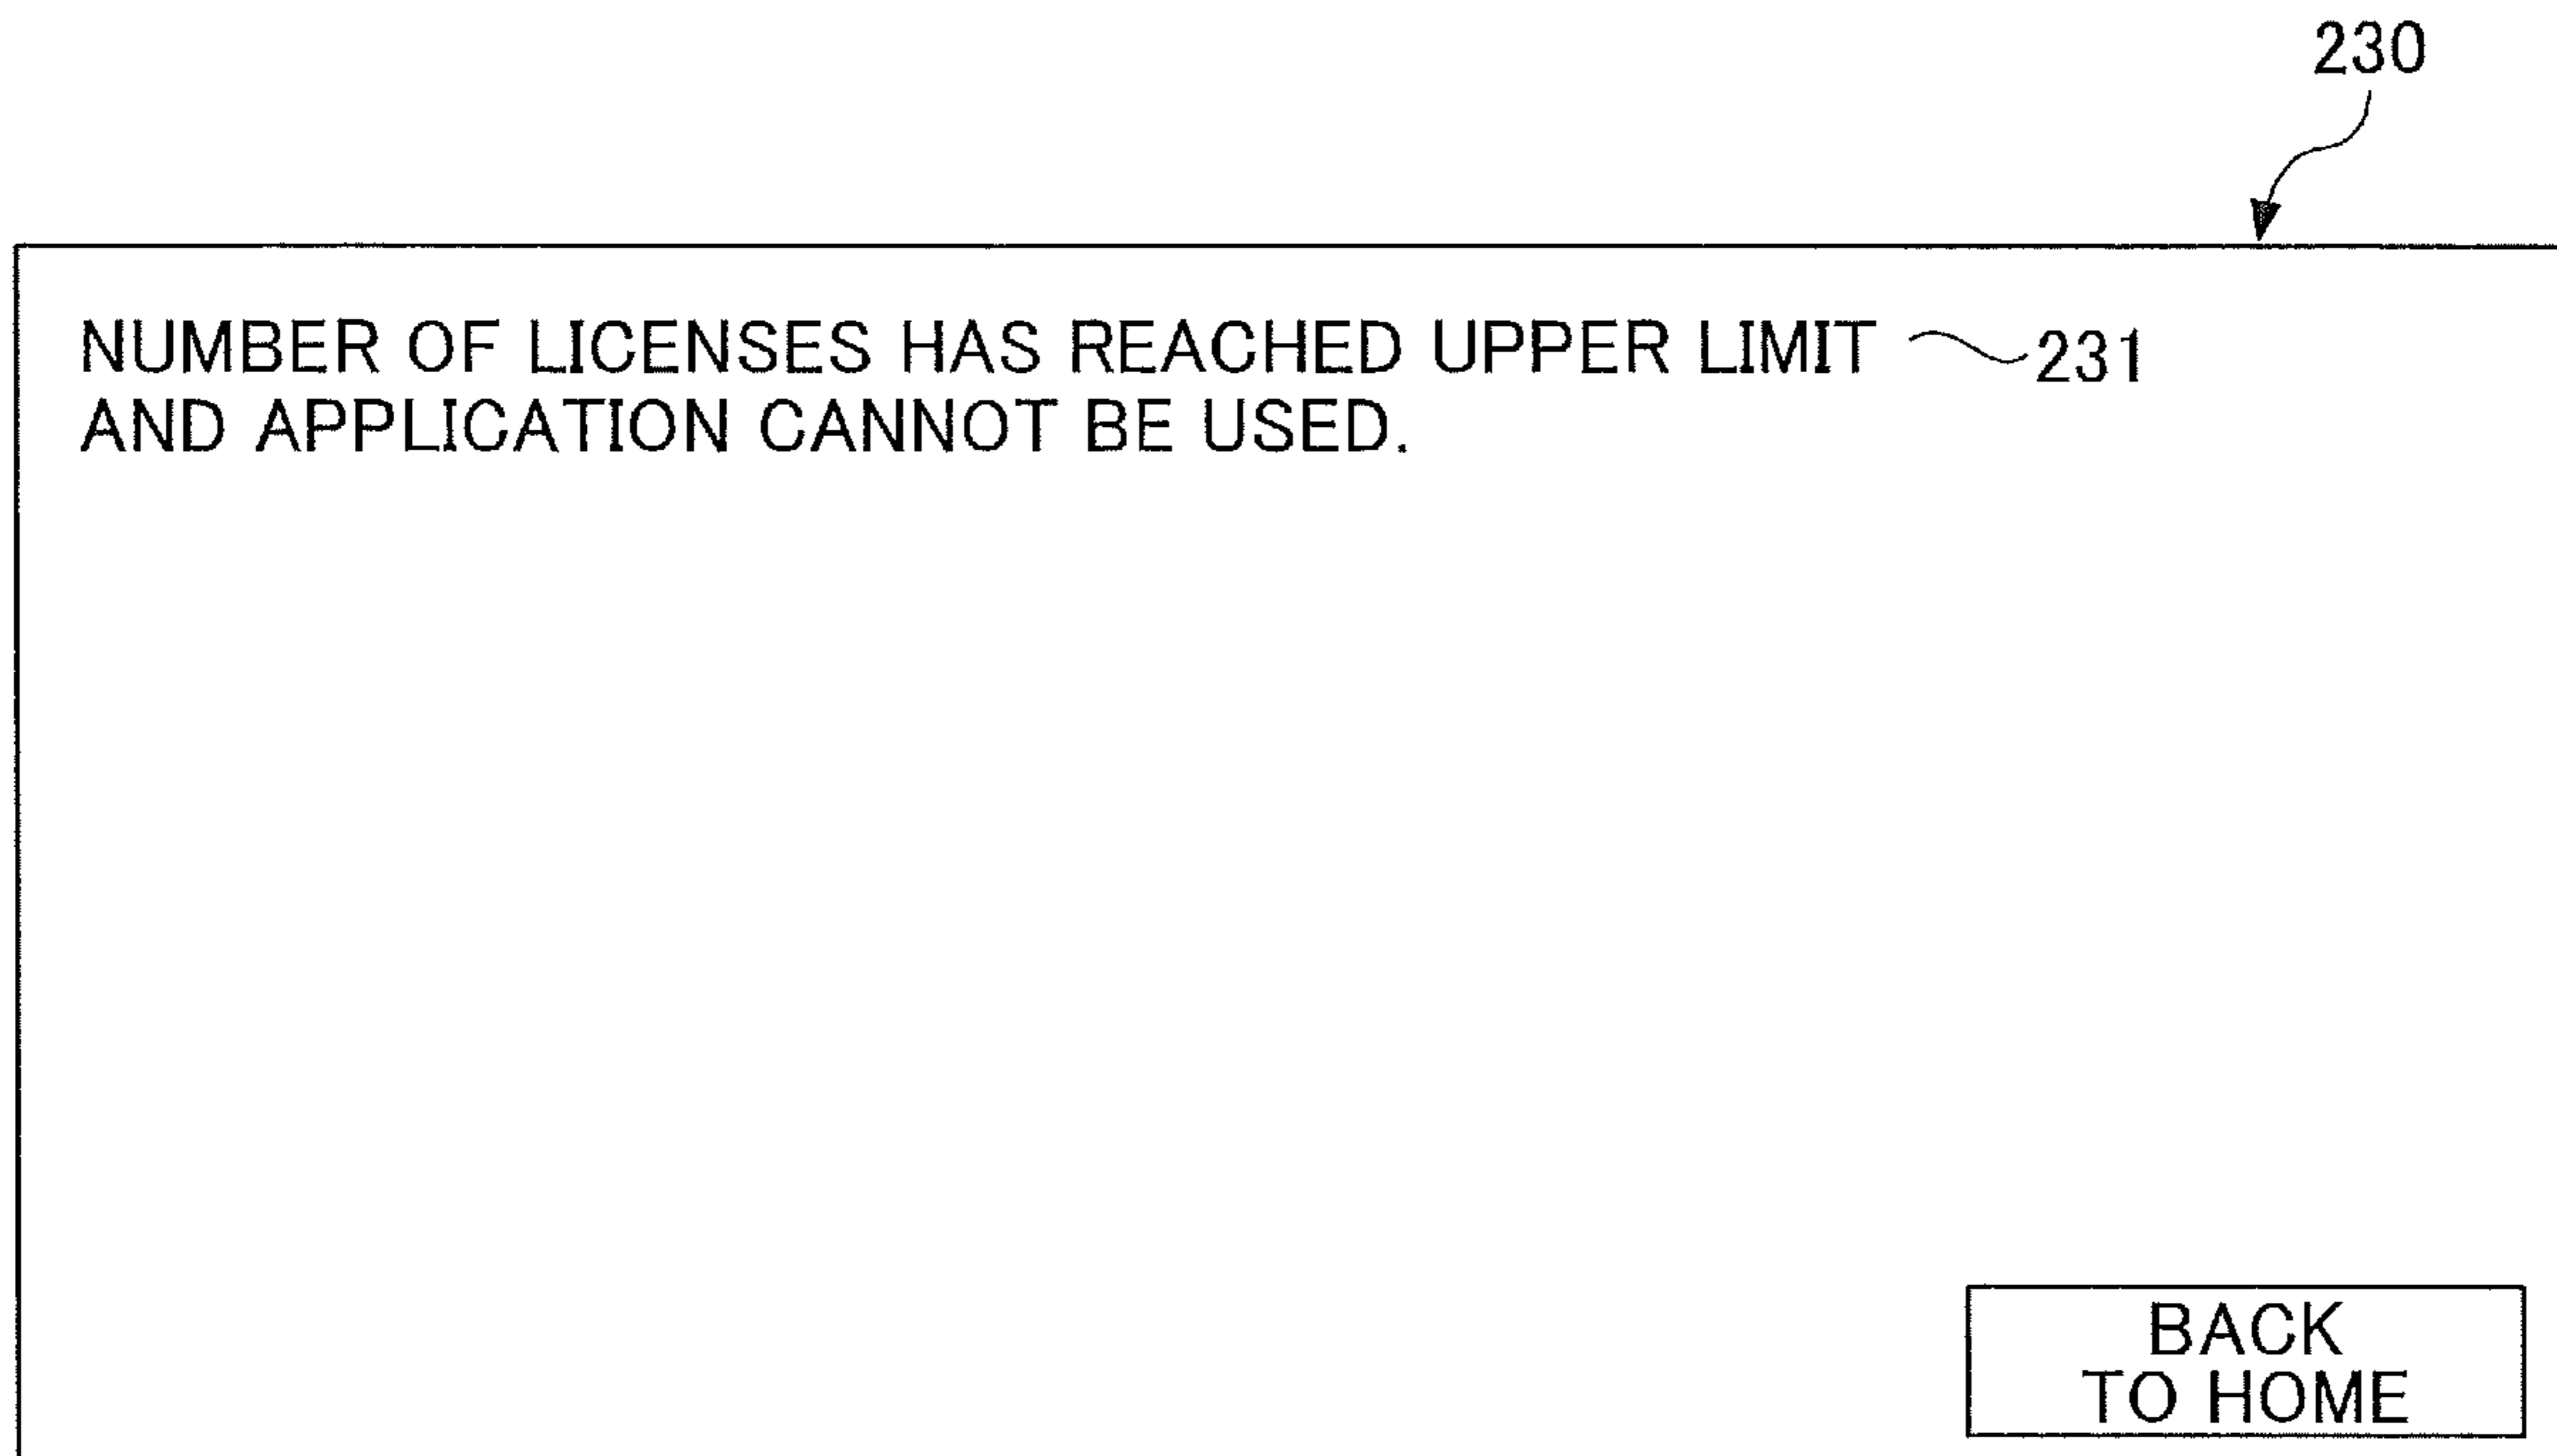 230
NUMBER OF LICENSES HAS REACHED UPPER LIMIT 231
AND APPLICATION CANNOT BE USED.
BACK
TO HOME